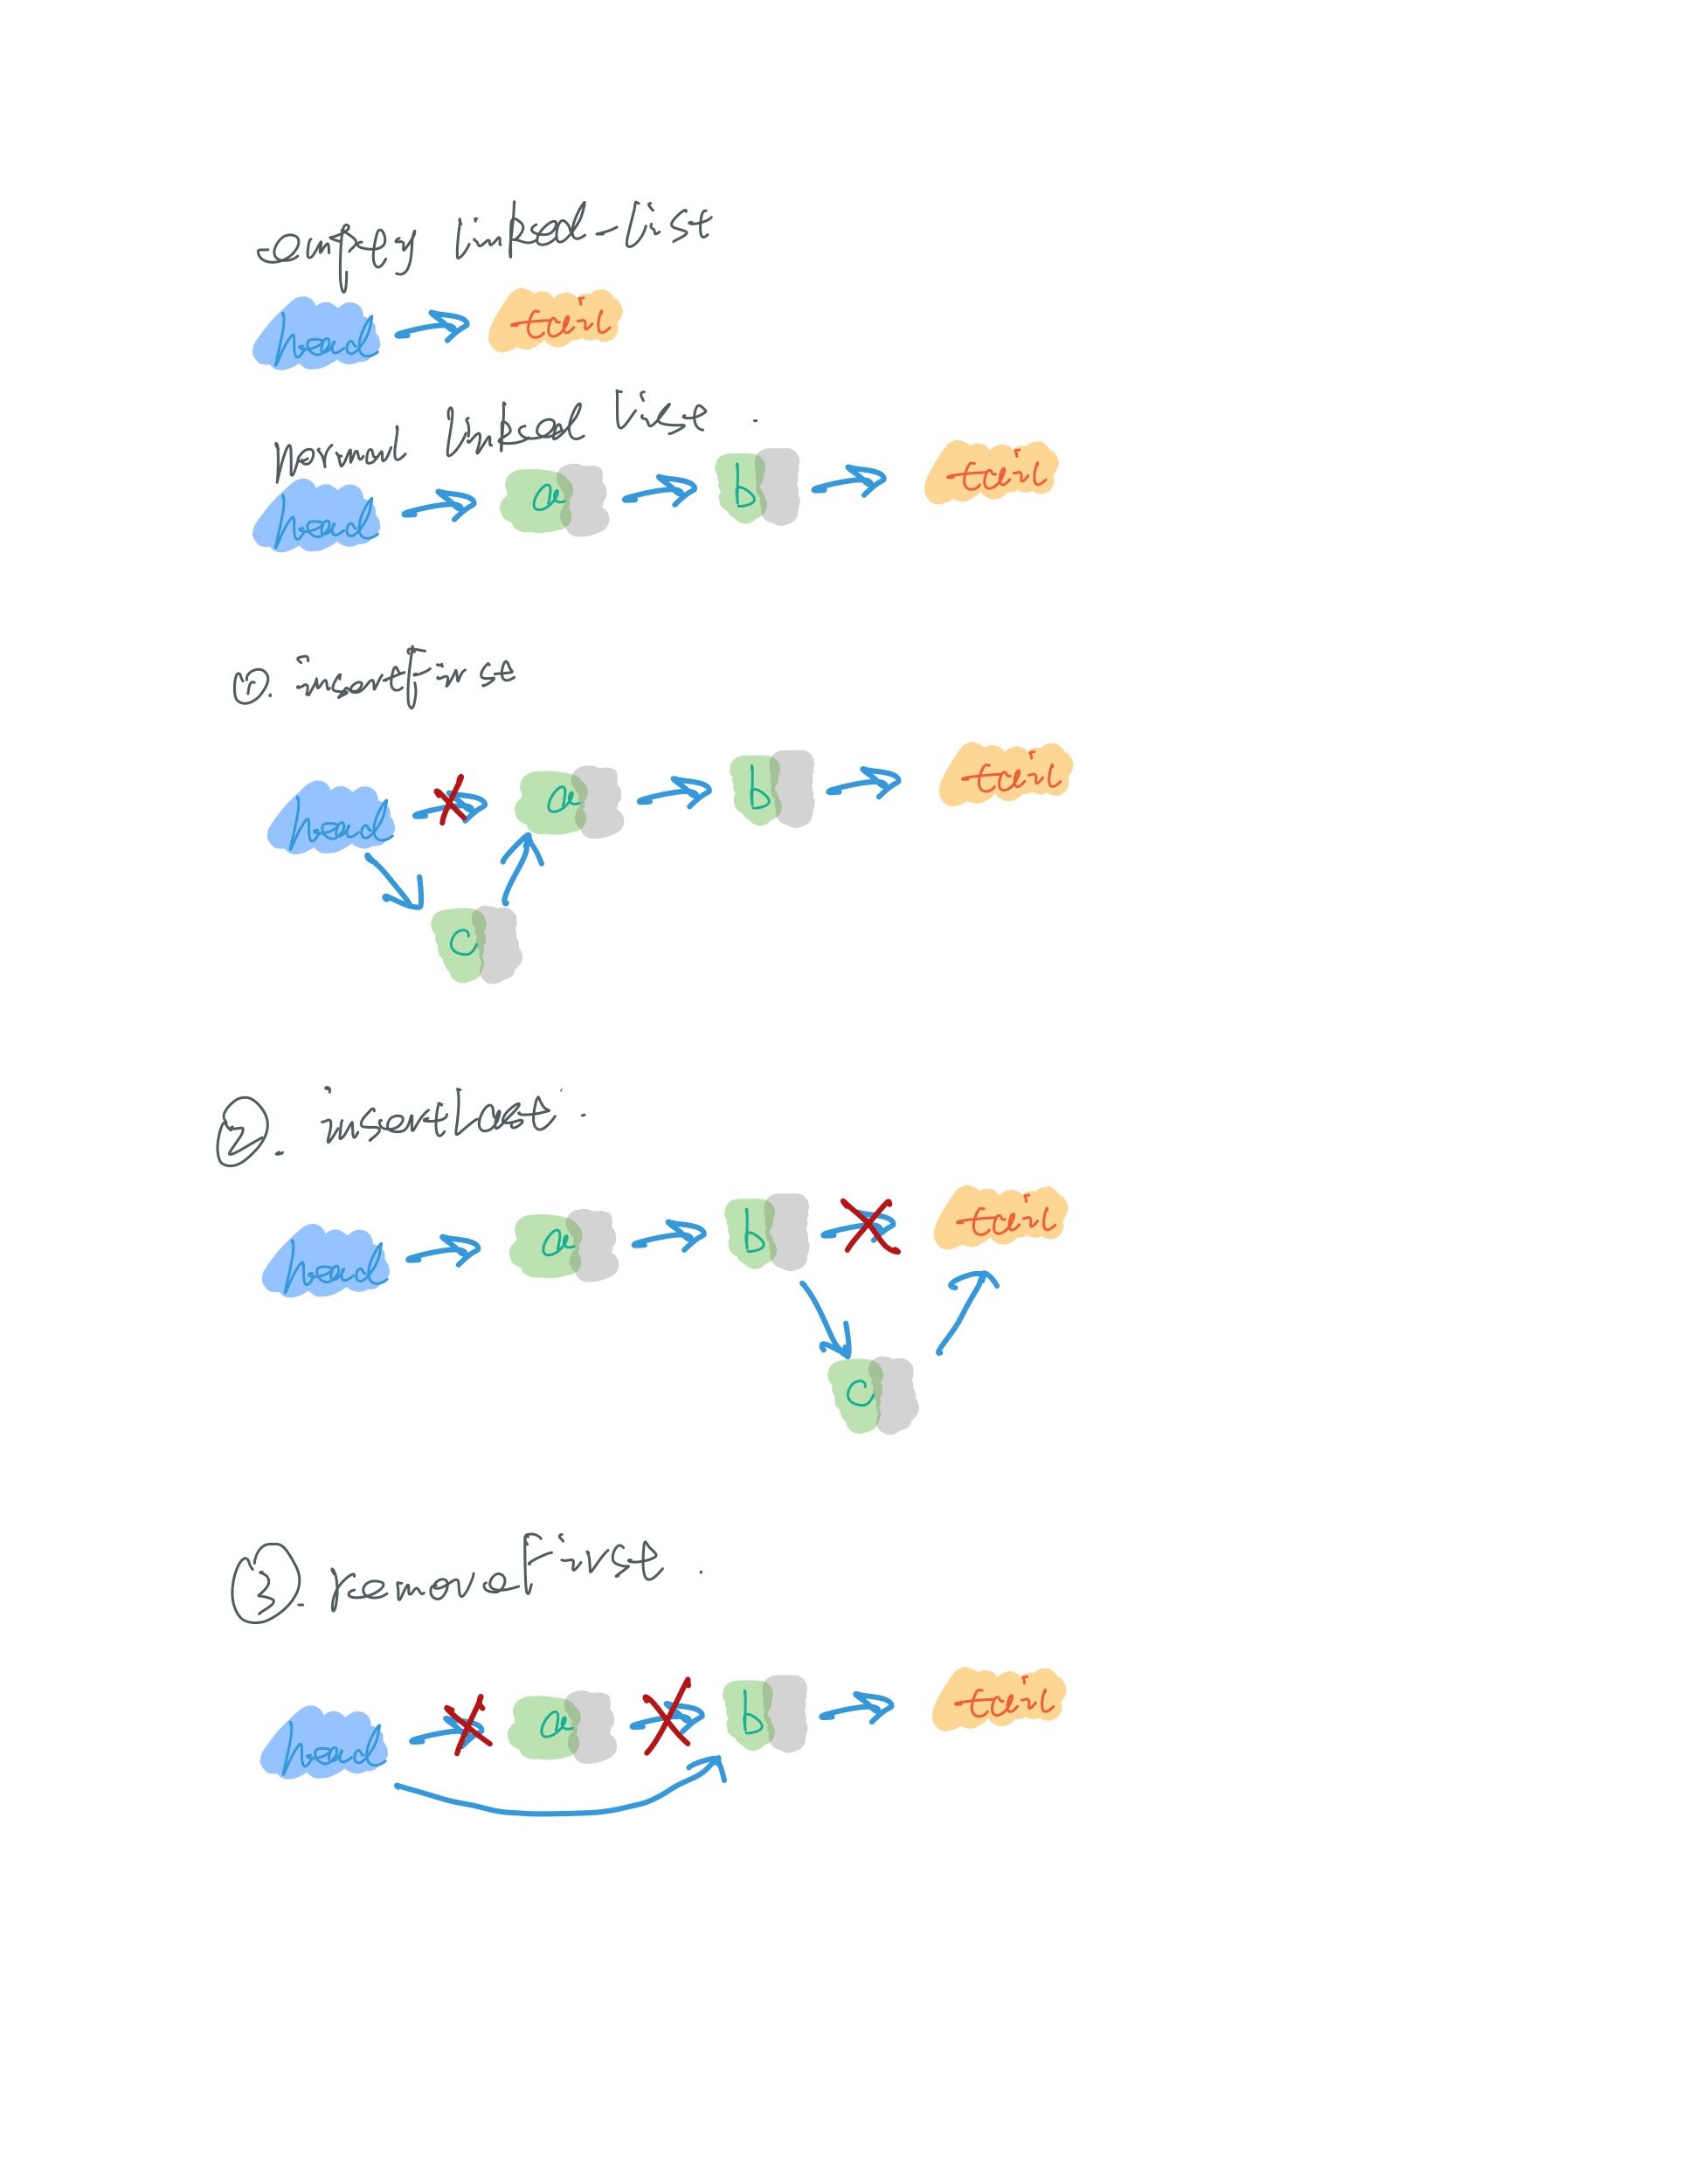 empty linked-list
head tail
Normal linked list.
head a b tail
①. insertfirst
head a b tail
c
②. insertLast.
head a b tail
c
③. removeFirst.
head a b tail